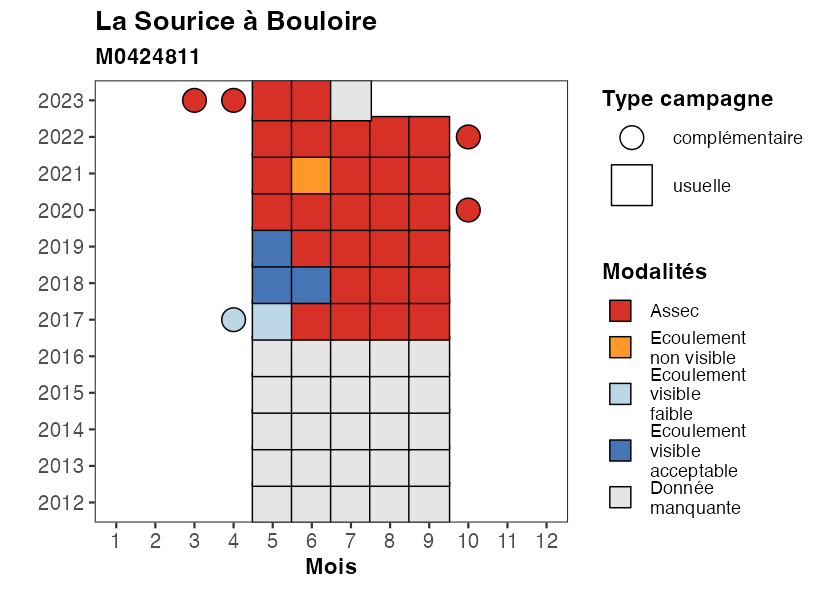 La Sourice à Bouloire
M0424811
2023
2022
2021
2020
2019
2018
2017
2016
2015
2014
2013
2012
1 2 3 4 5 6 7 8 9 10 11 12
Mois
Type campagne
complémentaire
usuelle
Modalités
Assec
Ecoulement
non visible
Ecoulement
visible
faible
Ecoulement
visible
acceptable
Donnée
manquante